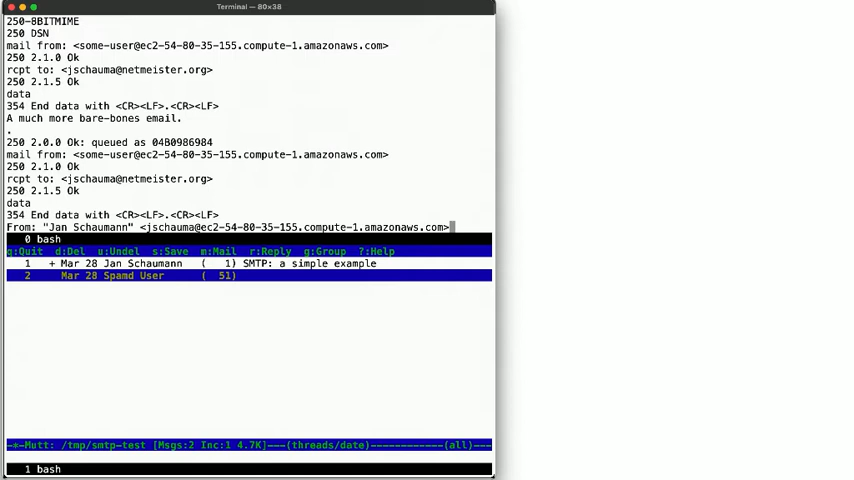 Terminal — 80×38
250-8BITMIME
250 DSN
mail from: <some-user@ec2-54-80-35-155.compute-1.amazonaws.com>
250 2.1.0 Ok
rcpt to: <jschauma@netmeister.org>
250 2.1.5 Ok
data
354 End data with <CR><LF>.<CR><LF>
A much more bare-bones email.
.
250 2.0.0 Ok: queued as 04B0986984
mail from: <some-user@ec2-54-80-35-155.compute-1.amazonaws.com>
250 2.1.0 Ok
rcpt to: <jschauma@netmeister.org>
250 2.1.5 Ok
data
354 End data with <CR><LF>.<CR><LF>
From: "Jan Schaumann" <jschauma@ec2-54-80-35-155.compute-1.amazonaws.com>
0 bash
q:Quit d:Del u:Undel s:Save m:Mail r:Reply g:Group ?:Help
1 + Mar 28 Jan Schaumann ( 1) SMTP: a simple example
2 Mar 28 Spamd User ( 51)
-*-Mutt: /tmp/smtp-test [Msgs:2 Inc:1 4.7K]---(threads/date)------------(all)---
1 bash